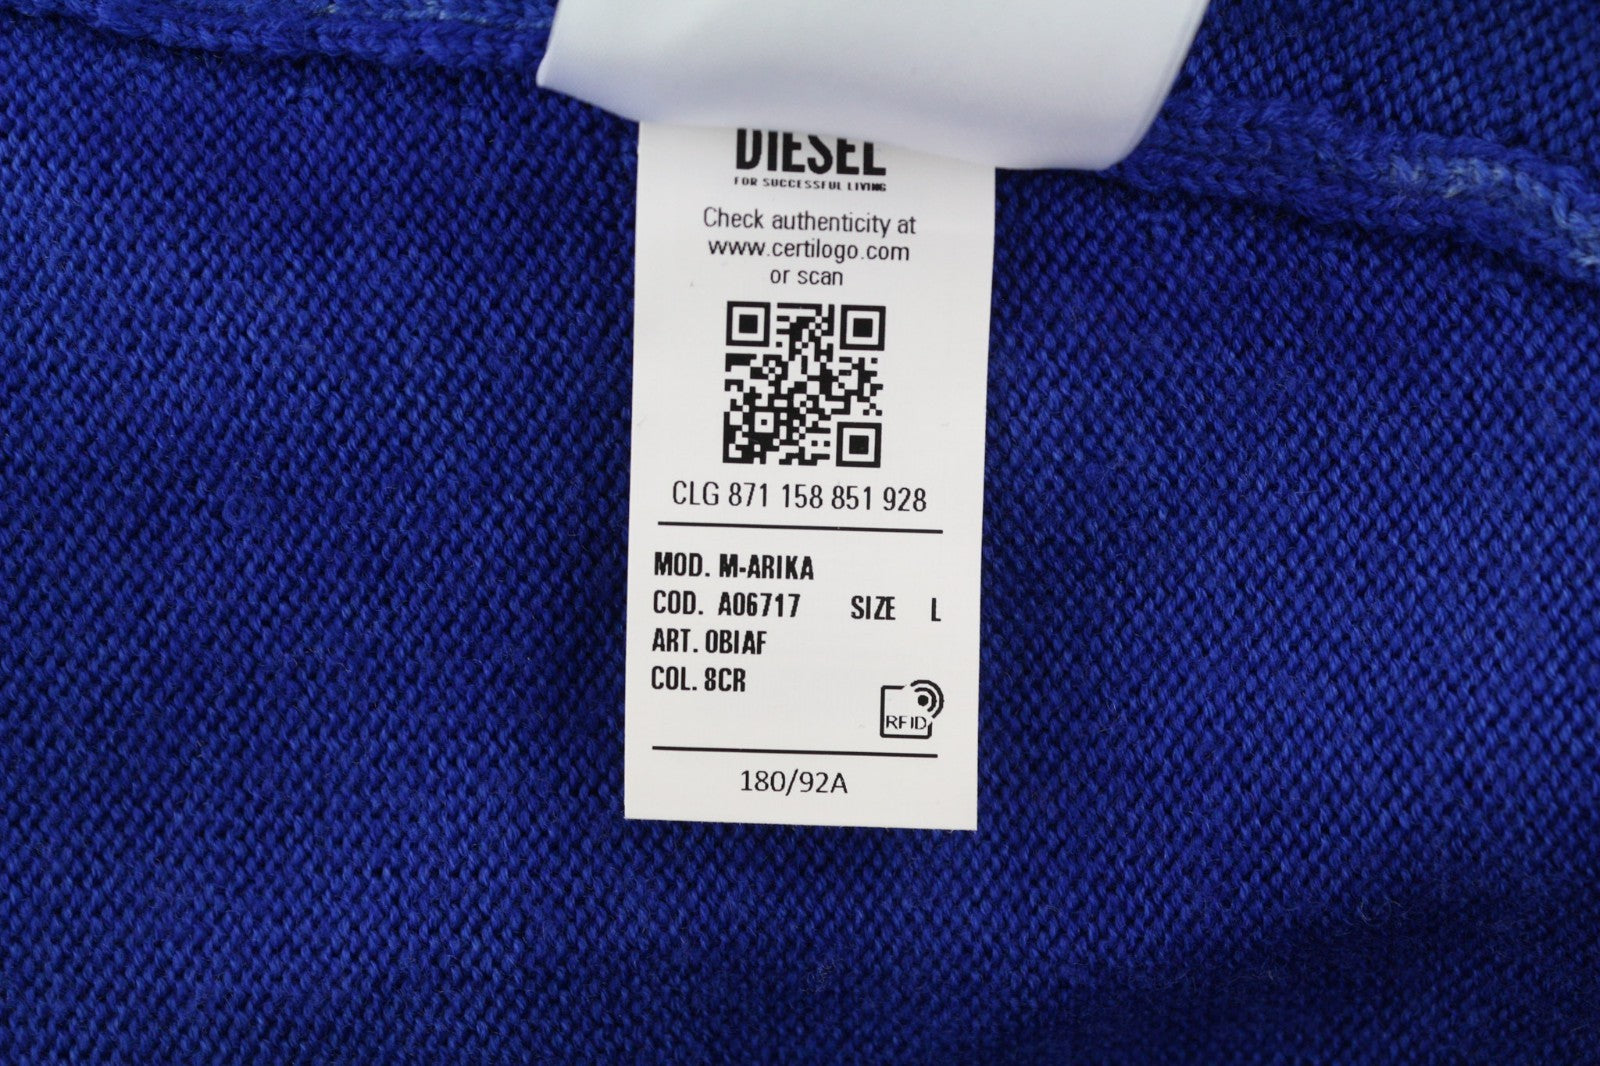 DIESEL
FOR SUCCESSFUL LIVING
Check authenticity at
www.certilogo.com
or scan
CLG 871 158 851 928
MOD. M-ARIKA
COD. A06717 SIZE L
ART. 0BIAF
COL. 8CR
RFID
180/92A